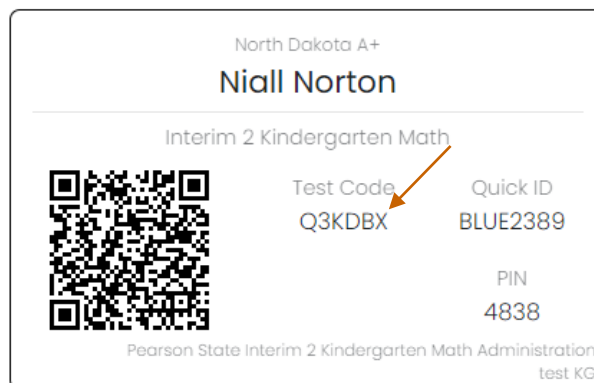 North Dakota A+
Niall Norton
Interim 2 Kindergarten Math
Test Code Quick ID
Q3KDBX BLUE2389
PIN
4838
Pearson State Interim 2 Kindergarten Math Administration
test KG